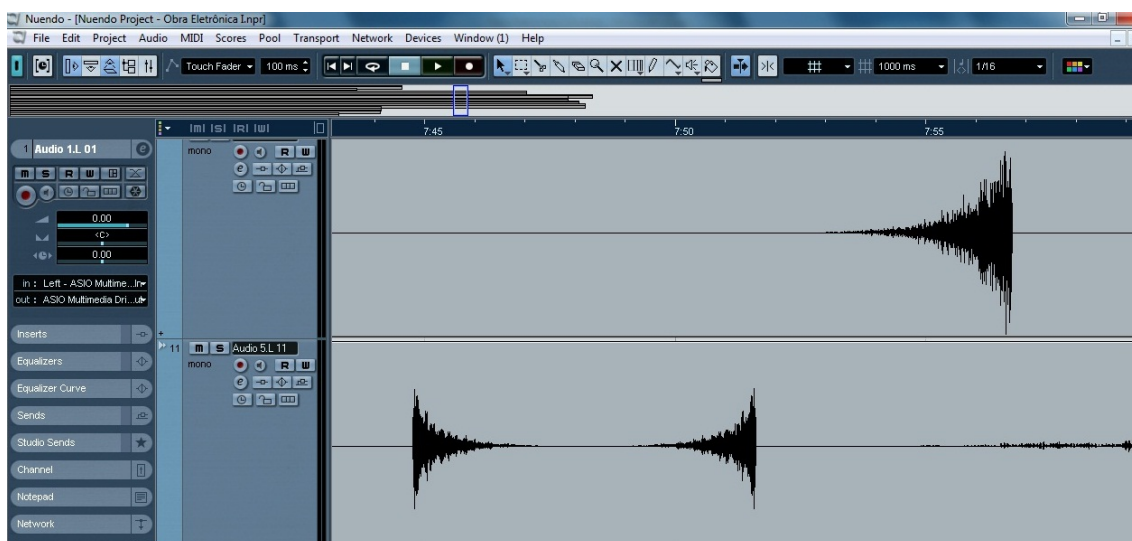 Nuendo - [Nuendo Project - Obra Eletrônica I.npr]
File Edit Project Audio MIDI Scores Pool Transport Network Devices Window (1) Help
Touch Fader 100 ms 1000 ms 1/16
|m| |s| |R| |w|
7:45 7:50 7:55
1 Audio 1.L 01 e
mono R W
m S R W
e
0.00
<C>
0.00
in : Left - ASIO Multime...In
out : ASIO Multimedia Dri...ut
Inserts
11 m S Audio 5.L 11
Equalizers
mono R W
e
Equalizer Curve
Sends
Studio Sends
Channel
Notepad
Network